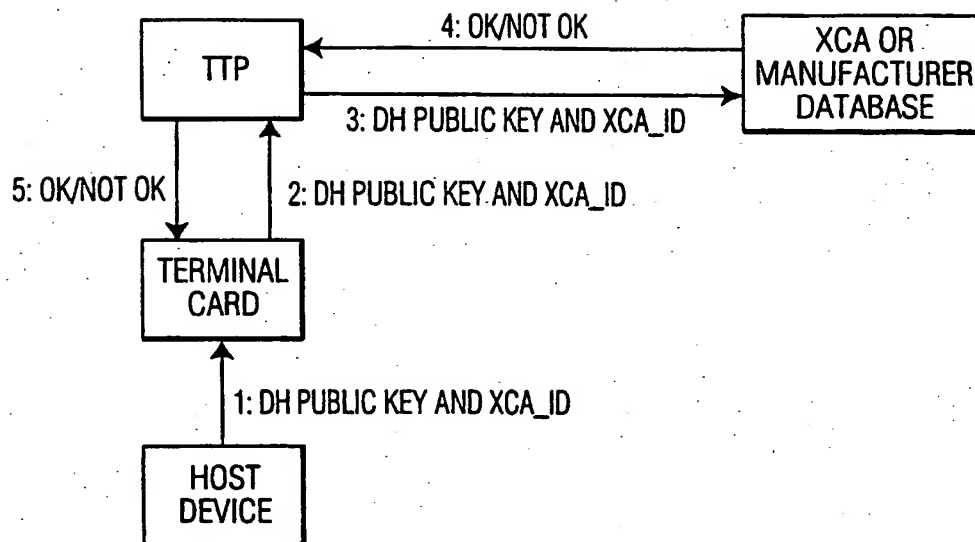 4: OK/NOT OK
TTP
XCA OR
MANUFACTURER
DATABASE
3: DH PUBLIC KEY AND XCA_ID
5: OK/NOT OK
2: DH PUBLIC KEY AND XCA_ID
TERMINAL
CARD
1: DH PUBLIC KEY AND XCA_ID
HOST
DEVICE